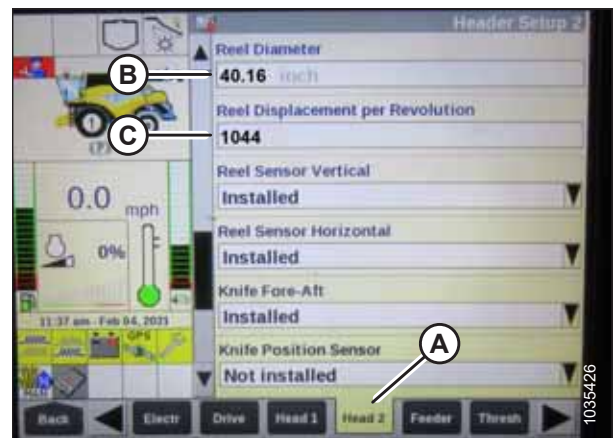 Header Setup 2
Reel Diameter
B
40.16 inch
Reel Displacement per Revolution
C
1044
Reel Sensor Vertical
Installed
0.0 mph
Reel Sensor Horizontal
Installed
0%
Knife Fore-Aft
Installed
11:37 am Feb 04, 2021
GPS
Knife Position Sensor
A
Not installed
Back
Electr
Drive
Head 1
Head 2
Feeder
Thresh
1035426